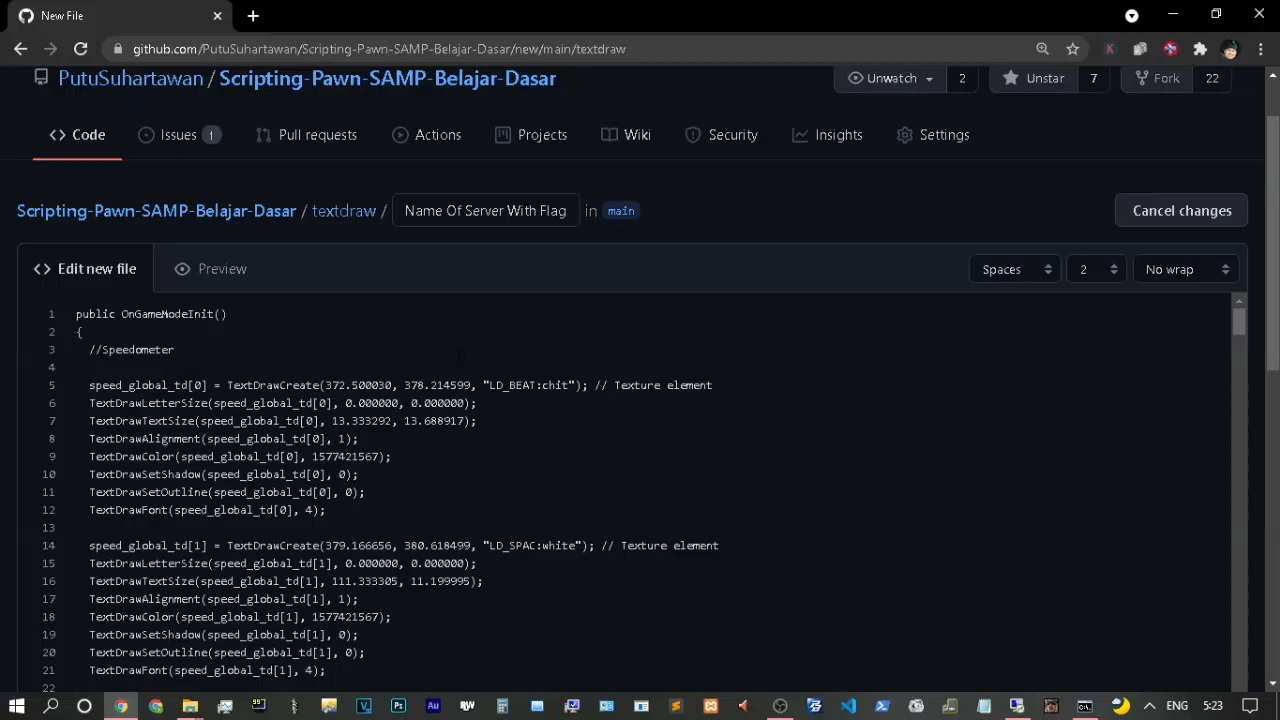 New File
github.com/PutuSuhartawan/Scripting-Pawn-SAMP-Belajar-Dasar/new/main/textdraw
PutuSuhartawan / Scripting-Pawn-SAMP-Belajar-Dasar
Unwatch 2
Unstar 7
Fork 22
Code
Issues 1
Pull requests
Actions
Projects
Wiki
Security
Insights
Settings
Scripting-Pawn-SAMP-Belajar-Dasar / textdraw / Name Of Server With Flag in main
Cancel changes
Edit new file
Preview
Spaces
2
No wrap
1 public OnGameModeInit()
2 {
3 //Speedometer
4
5 speed_global_td[0] = TextDrawCreate(372.500030, 378.214599, "LD_BEAT:chit"); // Texture element
6 TextDrawLetterSize(speed_global_td[0], 0.000000, 0.000000);
7 TextDrawTextSize(speed_global_td[0], 13.333292, 13.688917);
8 TextDrawAlignment(speed_global_td[0], 1);
9 TextDrawColor(speed_global_td[0], 1577421567);
10 TextDrawSetShadow(speed_global_td[0], 0);
11 TextDrawSetOutline(speed_global_td[0], 0);
12 TextDrawFont(speed_global_td[0], 4);
13
14 speed_global_td[1] = TextDrawCreate(379.166656, 380.618499, "LD_SPAC:white"); // Texture element
15 TextDrawLetterSize(speed_global_td[1], 0.000000, 0.000000);
16 TextDrawTextSize(speed_global_td[1], 111.333305, 11.199995);
17 TextDrawAlignment(speed_global_td[1], 1);
18 TextDrawColor(speed_global_td[1], 1577421567);
19 TextDrawSetShadow(speed_global_td[1], 0);
20 TextDrawSetOutline(speed_global_td[1], 0);
21 TextDrawFont(speed_global_td[1], 4);
22
Ps
Au
ENG
5:23